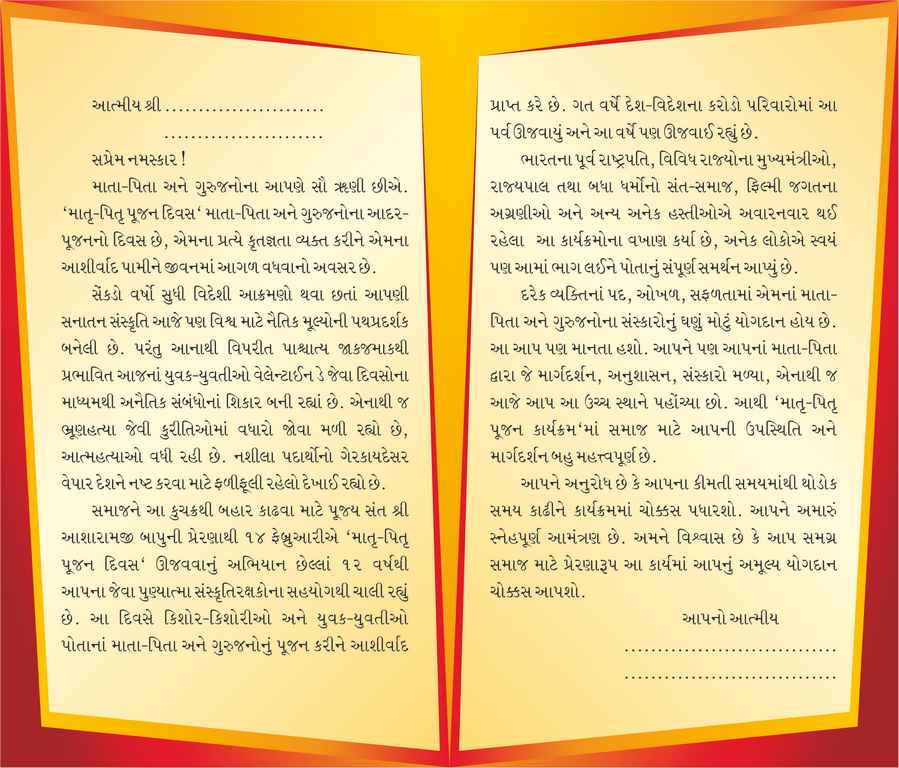 આત્મીય શ્રી ........................
........................
સપ્રેમ નમસ્કાર !
માતા-પિતા અને ગુરુજનોના આપણે સૌ ઋણી છીએ.
‘માતૃ-પિતૃ પૂજન દિવસ‘ માતા-પિતા અને ગુરુજનોના આદર-
પૂજનનો દિવસ છે, એમના પ્રત્યે કૃતજ્ઞતા વ્યક્ત કરીને એમના
આશીર્વાદ પામીને જીવનમાં આગળ વધવાનો અવસર છે.
સેંકડો વર્ષો સુધી વિદેશી આક્રમણો થવા છતાં આપણી
સનાતન સંસ્કૃતિ આજે પણ વિશ્વ માટે નૈતિક મૂલ્યોની પથપ્રદર્શક
બનેલી છે. પરંતુ આનાથી વિપરીત પાશ્ચાત્ય જાકજમાકથી
પ્રભાવિત આજનાં યુવક-યુવતીઓ વેલેન્ટાઈન ડે જેવા દિવસોના
માધ્યમથી અનૈતિક સંબંધોનાં શિકાર બની રહ્યાં છે. એનાથી જ
ભ્રૂણહત્યા જેવી કુરીતિઓમાં વધારો જોવા મળી રહ્યો છે,
આત્મહત્યાઓ વધી રહી છે. નશીલા પદાર્થોનો ગેરકાયદેસર
વેપાર દેશને નષ્ટ કરવા માટે ફળીફૂલી રહેલો દેખાઈ રહ્યો છે.
સમાજને આ કુચક્રથી બહાર કાઢવા માટે પૂજ્ય સંત શ્રી
આશારામજી બાપુની પ્રેરણાથી ૧૪ ફેબ્રુઆરીએ ‘માતૃ-પિતૃ
પૂજન દિવસ‘ ઊજવવાનું અભિયાન છેલ્લાં ૧૨ વર્ષથી
આપના જેવા પુણ્યાત્મા સંસ્કૃતિરક્ષકોના સહયોગથી ચાલી રહ્યું
છે. આ દિવસે કિશોર-કિશોરીઓ અને યુવક-યુવતીઓ
પોતાનાં માતા-પિતા અને ગુરુજનોનું પૂજન કરીને આશીર્વાદ
પ્રાપ્ત કરે છે. ગત વર્ષે દેશ-વિદેશના કરોડો પરિવારોમાં આ
પર્વ ઊજવાયું અને આ વર્ષે પણ ઊજવાઈ રહ્યું છે.
ભારતના પૂર્વ રાષ્ટ્રપતિ, વિવિધ રાજ્યોના મુખ્યમંત્રીઓ,
રાજ્યપાલ તથા બધા ધર્મોનો સંત-સમાજ, ફિલ્મી જગતના
અગ્રણીઓ અને અન્ય અનેક હસ્તીઓએ અવારનવાર થઈ
રહેલા આ કાર્યક્રમોના વખાણ કર્યા છે, અનેક લોકોએ સ્વયં
પણ આમાં ભાગ લઈને પોતાનું સંપૂર્ણ સમર્થન આપ્યું છે.
દરેક વ્યક્તિનાં પદ, ઓખળ, સફળતામાં એમનાં માતા-
પિતા અને ગુરુજનોના સંસ્કારોનું ઘણું મોટું યોગદાન હોય છે.
આ આપ પણ માનતા હશો. આપને પણ આપનાં માતા-પિતા
દ્વારા જે માર્ગદર્શન, અનુશાસન, સંસ્કારો મળ્યા, એનાથી જ
આજે આપ આ ઉચ્ચ સ્થાને પહોંચ્યા છો. આથી ‘માતૃ-પિતૃ
પૂજન કાર્યક્રમ‘માં સમાજ માટે આપની ઉપસ્થિતિ અને
માર્ગદર્શન બહુ મહત્ત્વપૂર્ણ છે.
આપને અનુરોધ છે કે આપના કીમતી સમયમાંથી થોડોક
સમય કાઢીને કાર્યક્રમમાં ચોક્કસ પધારશો. આપને અમારું
સ્નેહપૂર્ણ આમંત્રણ છે. અમને વિશ્વાસ છે કે આપ સમગ્ર
સમાજ માટે પ્રેરણારૂપ આ કાર્યમાં આપનું અમૂલ્ય યોગદાન
ચોક્કસ આપશો.
આપનો આત્મીય
................................
................................